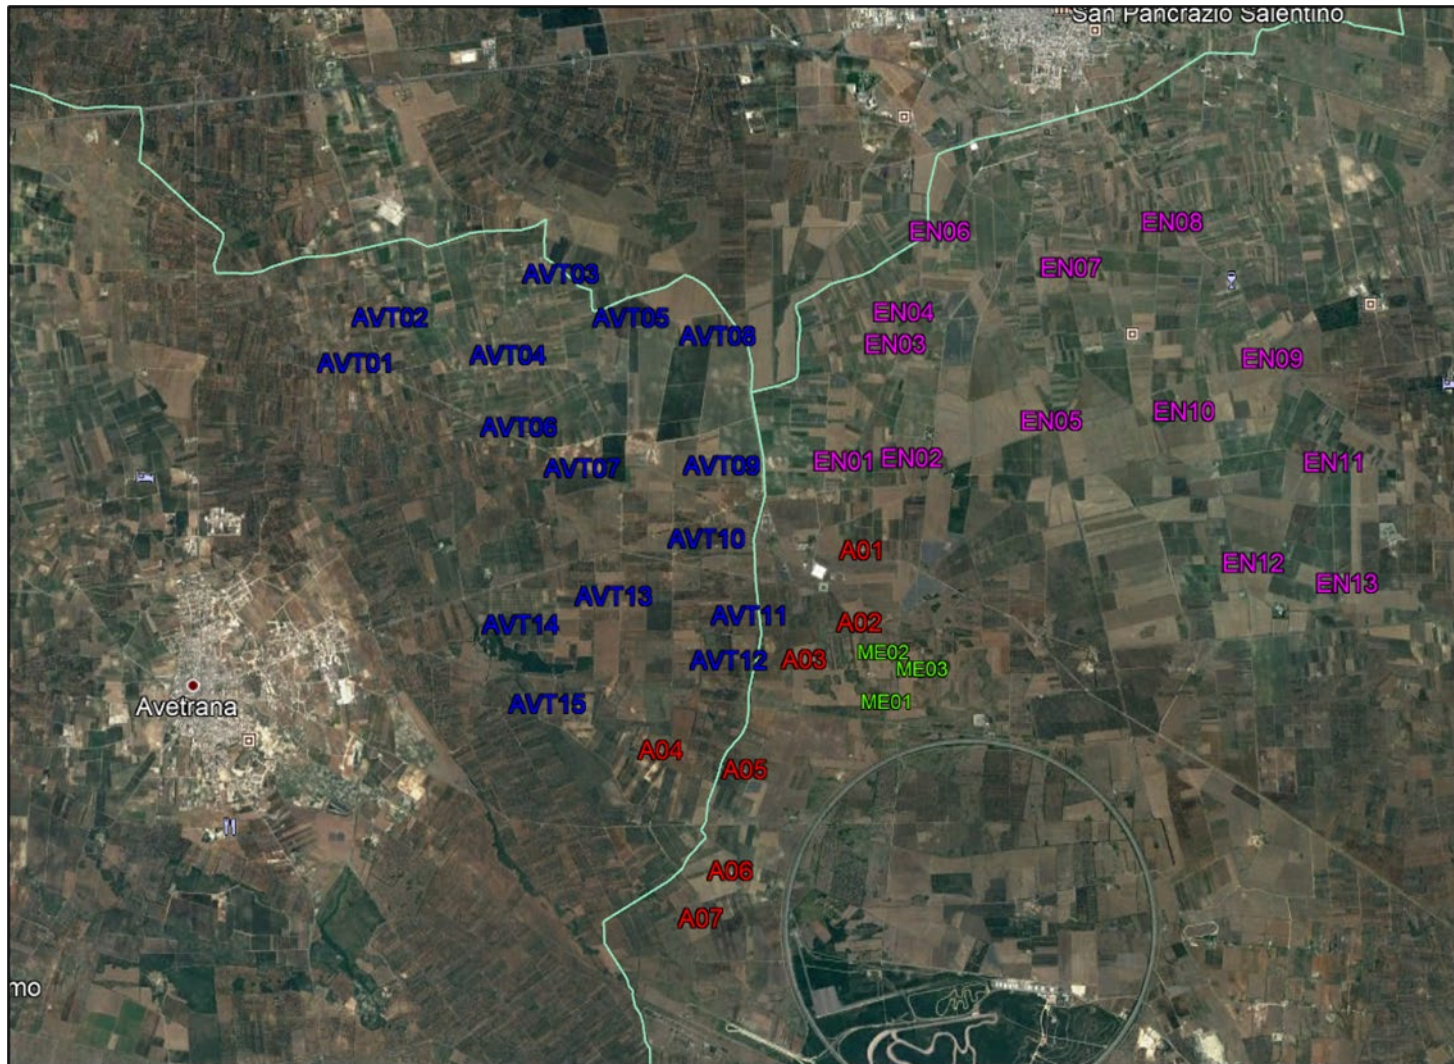 San Pancrazio Salentino
EN08
EN06
EN07
AVT03
EN04
AVT02
AVT05
AVT08
EN03
AVT04
EN09
AVT01
EN10
EN05
AVT06
EN02
EN01
EN11
AVT09
AVT07
AVT10
A01
EN12
EN13
AVT13
AVT11
A02
AVT14
ME02
A03
AVT12
ME03
ME01
AVT15
Avetrana
A04
A05
A06
A07
mo